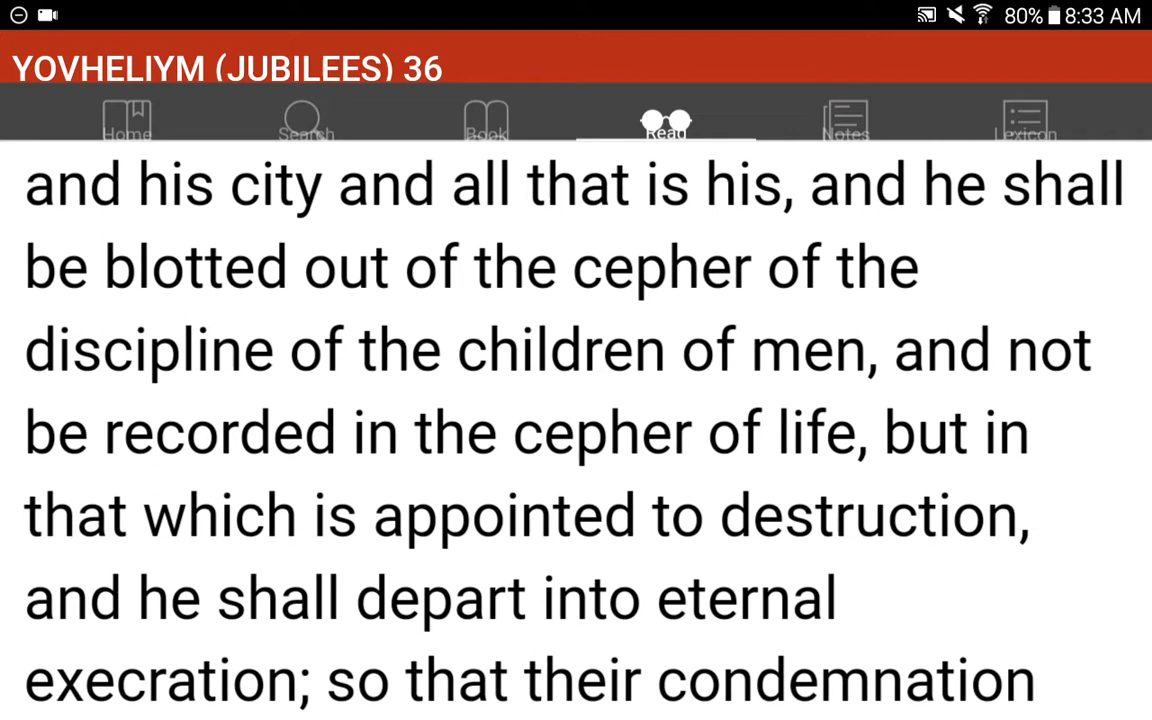 80% 8:33 AM
YOVHELIYM (JUBILEES) 36
Home Search Book Read Notes Lexicon
and his city and all that is his, and he shall
be blotted out of the cepher of the
discipline of the children of men, and not
be recorded in the cepher of life, but in
that which is appointed to destruction,
and he shall depart into eternal
execration; so that their condemnation